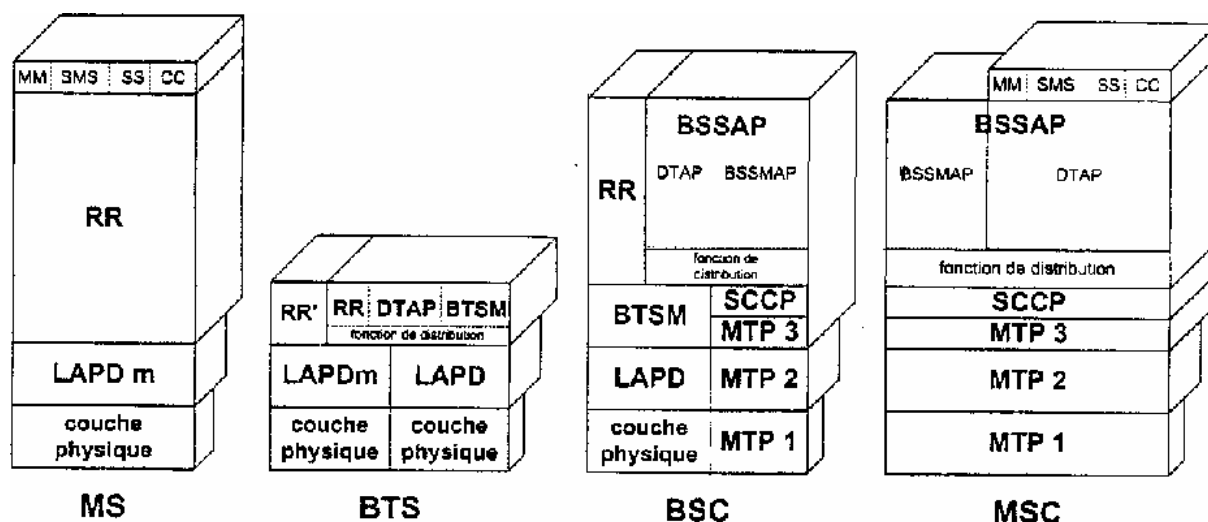 MM SMS SS CC
RR
LAPD m
couche
physique
MS
RR' RR DTAP BTSM
fonction de distribution
LAPDm LAPD
couche
physique
couche
physique
BTS
RR
BSSAP
DTAP BSSMAP
fonction de
distribution
BTSM
SCCP
MTP 3
LAPD MTP 2
couche
physique
MTP 1
BSC
MM SMS SS CC
BSSAP
BSSMAP DTAP
fonction de distribution
SCCP
MTP 3
MTP 2
MTP 1
MSC